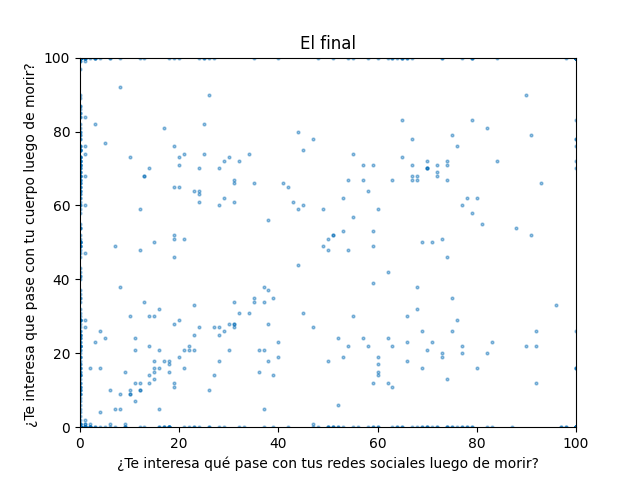 El final
100
80
60
40
20
0
¿Te interesa que pase con tu cuerpo luego de morir?
0 20 40 60 80 100
¿Te interesa qué pase con tus redes sociales luego de morir?